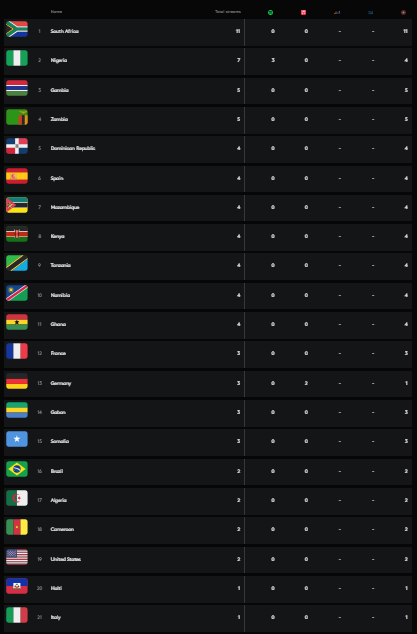 Name Total streams
1 South Africa 11 0 0 - - 11
2 Nigeria 7 3 0 - - 4
3 Gambia 5 0 0 - - 5
4 Zambia 5 0 0 - - 5
5 Dominican Republic 4 0 0 - - 4
6 Spain 4 0 0 - - 4
7 Mozambique 4 0 0 - - 4
8 Kenya 4 0 0 - - 4
9 Tanzania 4 0 0 - - 4
10 Namibia 4 0 0 - - 4
11 Ghana 4 0 0 - - 4
12 France 3 0 0 - - 3
13 Germany 3 0 2 - - 1
14 Gabon 3 0 0 - - 3
15 Somalia 3 0 0 - - 3
16 Brazil 2 0 0 - - 2
17 Algeria 2 0 0 - - 2
18 Cameroon 2 0 0 - - 2
19 United States 2 0 0 - - 2
20 Haiti 1 0 0 - - 1
21 Italy 1 0 0 - - 1